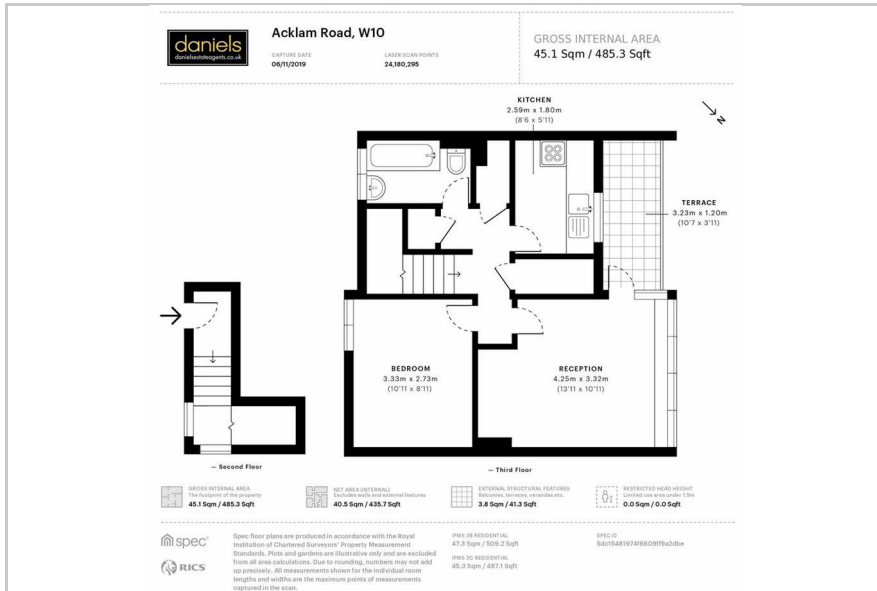 daniels
danielsestateagents.co.uk
Acklam Road, W10
CAPTURE DATE
06/11/2019
LASER SCAN POINTS
24,180,295
GROSS INTERNAL AREA
45.1 Sqm / 485.3 Sqft
KITCHEN
2.59m x 1.80m
(8'6 x 5'11)
N
TERRACE
3.23m x 1.20m
(10'7 x 3'11)
BEDROOM
3.33m x 2.73m
(10'11 x 8'11)
RECEPTION
4.25m x 3.32m
(13'11 x 10'11)
— Second Floor
— Third Floor
GROSS INTERNAL AREA
The footprint of the property
45.1 Sqm / 485.3 Sqft
NET AREA (INTERNAL)
Excludes walls and external features
40.5 Sqm / 435.7 Sqft
EXTERNAL STRUCTURAL FEATURES
Balconies, terraces, verandas etc.
3.8 Sqm / 41.3 Sqft
RESTRICTED HEAD HEIGHT
Limited use area under 1.5m
0.0 Sqm / 0.0 Sqft
spec
RICS
Spec floor plans are produced in accordance with the Royal
Institution of Chartered Surveyors' Property Measurement
Standards. Plots and gardens are illustrative only and are excluded
from all area calculations. Due to rounding, numbers may not add
up precisely. All measurements shown for the individual room
lengths and widths are the maximum points of measurements
captured in the scan.
IPMS 3B RESIDENTIAL
47.3 Sqm / 509.2 Sqft
IPMS 3C RESIDENTIAL
45.3 Sqm / 487.1 Sqft
SPEC ID